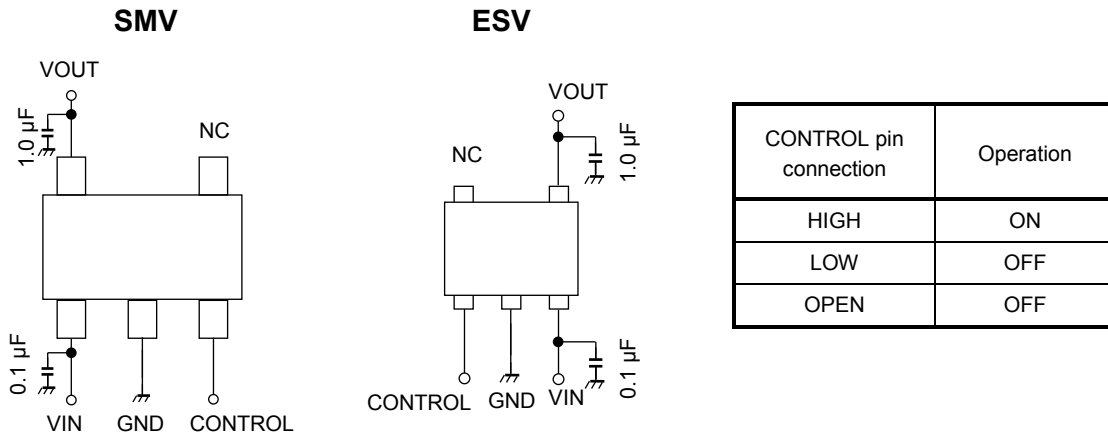 SMV
VOUT
1.0 μF
NC
0.1 μF
VIN GND CONTROL
ESV
VOUT
NC
1.0 μF
0.1 μF
CONTROL GND VIN
CONTROL pin connection Operation
HIGH ON
LOW OFF
OPEN OFF